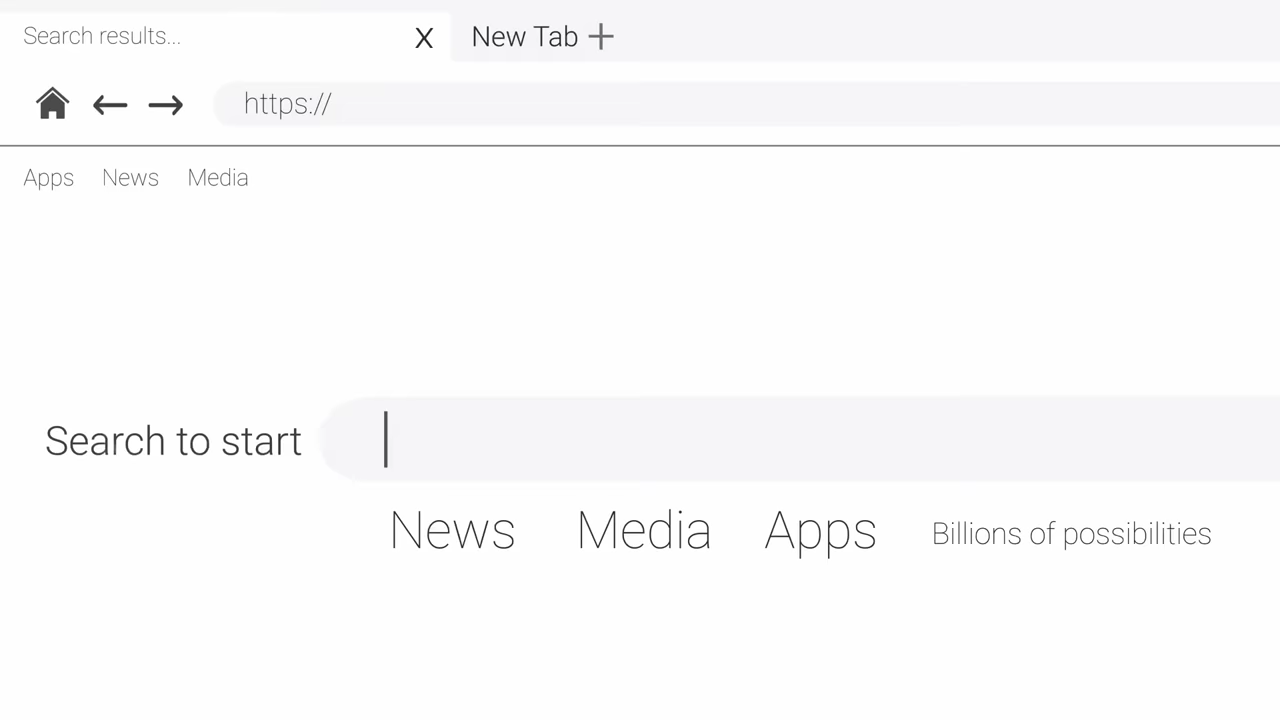 Search results... X New Tab +
https://
Apps News Media
Search to start
News Media Apps Billions of possibilities